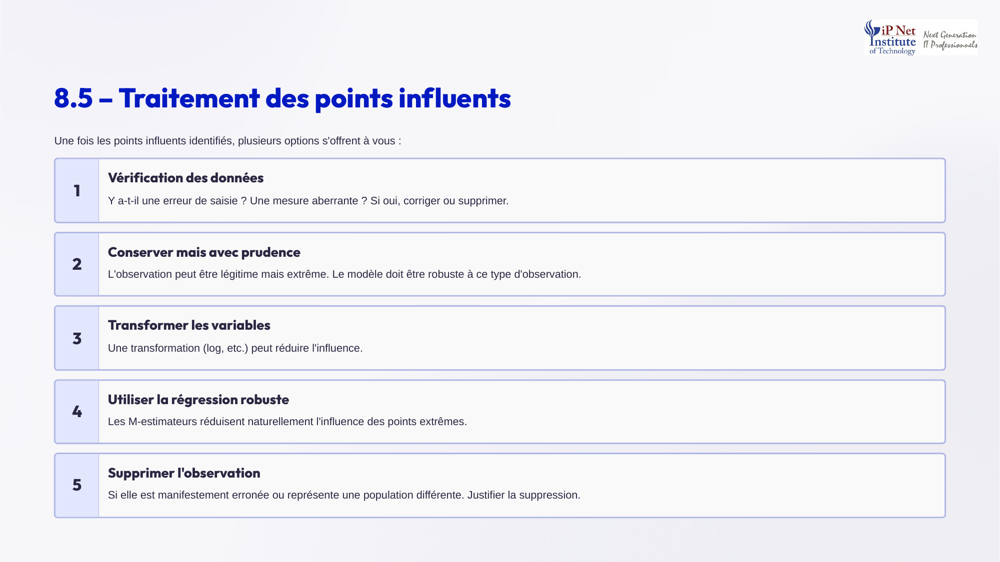 iP Net
Institute
of Technology
Next Generation
IT Professionnels
8.5 – Traitement des points influents
Une fois les points influents identifiés, plusieurs options s'offrent à vous :
1
Vérification des données
Y a-t-il une erreur de saisie ? Une mesure aberrante ? Si oui, corriger ou supprimer.
2
Conserver mais avec prudence
L'observation peut être légitime mais extrême. Le modèle doit être robuste à ce type d'observation.
3
Transformer les variables
Une transformation (log, etc.) peut réduire l'influence.
4
Utiliser la régression robuste
Les M-estimateurs réduisent naturellement l'influence des points extrêmes.
5
Supprimer l'observation
Si elle est manifestement erronée ou représente une population différente. Justifier la suppression.